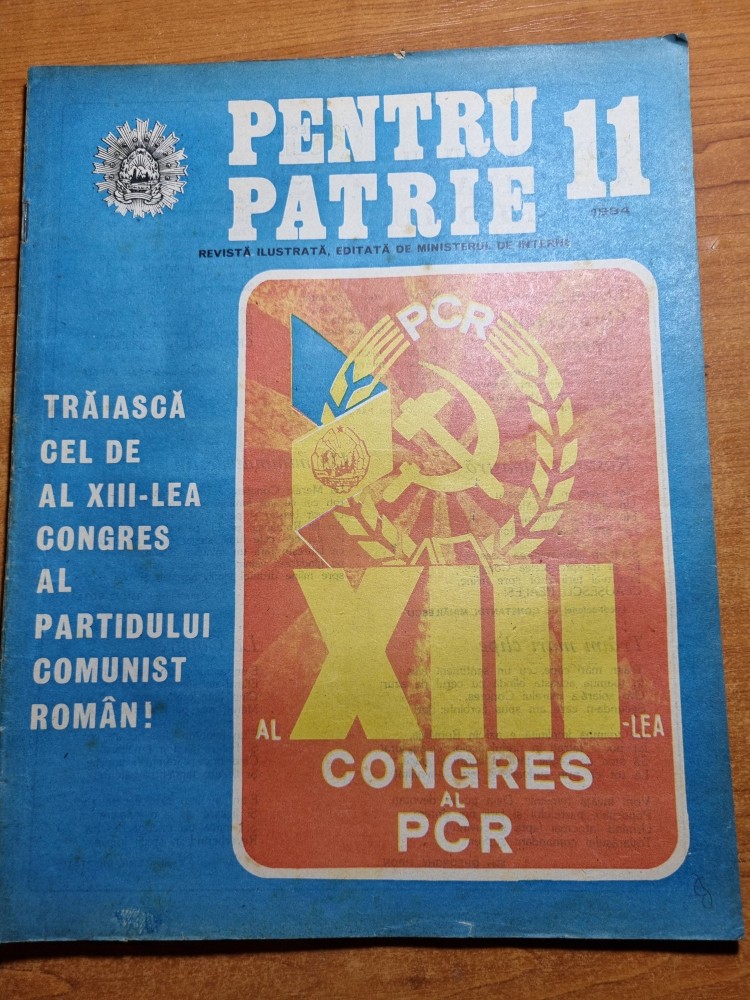 PENTRU
PATRIE
11
1984
REVISTĂ ILUSTRATĂ, EDITATĂ DE MINISTERUL DE INTERNE
TRĂIASCĂ
CEL DE
AL XIII-LEA
CONGRES
AL
PARTIDULUI
COMUNIST
ROMÂN!
PCR
AL XIII-LEA
CONGRES
AL
PCR